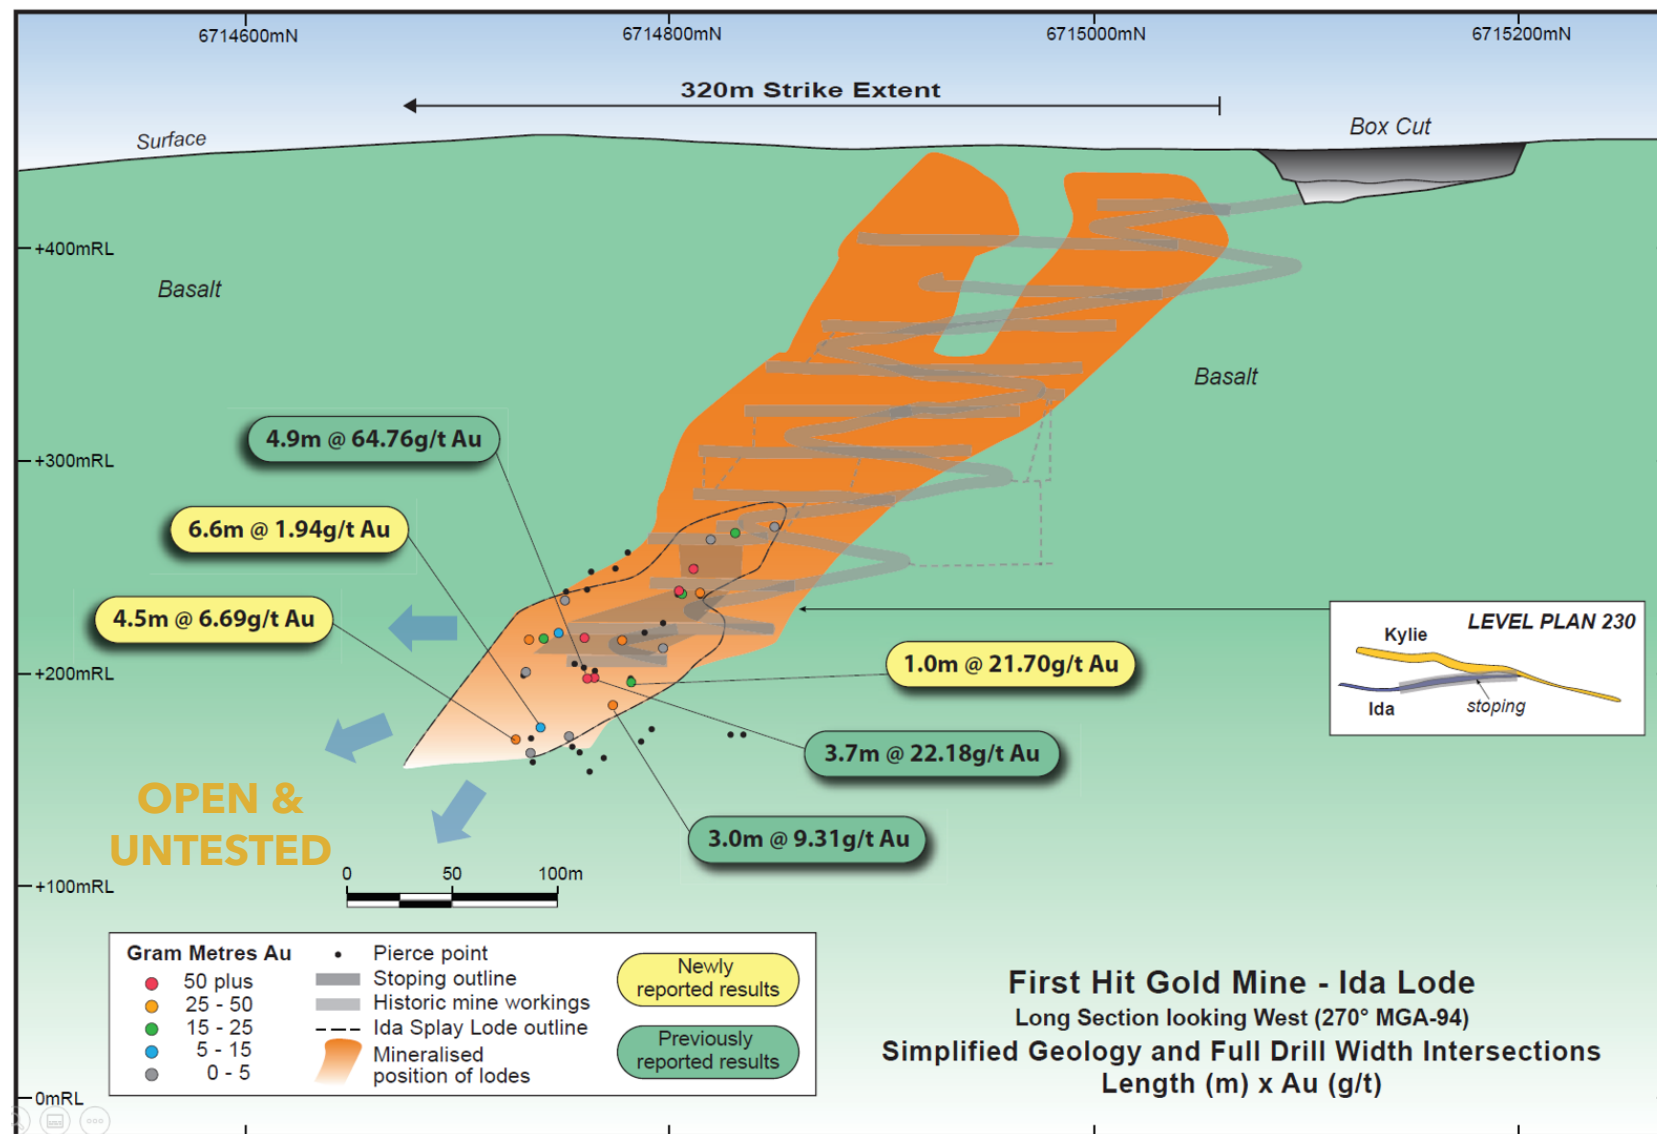 6714600mN
6714800mN
6715000mN
6715200mN
320m Strike Extent
Surface
Box Cut
+400mRL
Basalt
Basalt
4.9m @ 64.76g/t Au
+300mRL
6.6m @ 1.94g/t Au
4.5m @ 6.69g/t Au
LEVEL PLAN 230
Kylie
Ida
stoping
1.0m @ 21.70g/t Au
+200mRL
3.7m @ 22.18g/t Au
3.0m @ 9.31g/t Au
OPEN &
UNTESTED
0 50 100m
+100mRL
Gram Metres Au
50 plus
25 - 50
15 - 25
5 - 15
0 - 5
Pierce point
Stoping outline
Historic mine workings
Ida Splay Lode outline
Mineralised
position of lodes
Newly
reported results
Previously
reported results
First Hit Gold Mine - Ida Lode
Long Section looking West (270° MGA-94)
Simplified Geology and Full Drill Width Intersections
Length (m) x Au (g/t)
0mRL